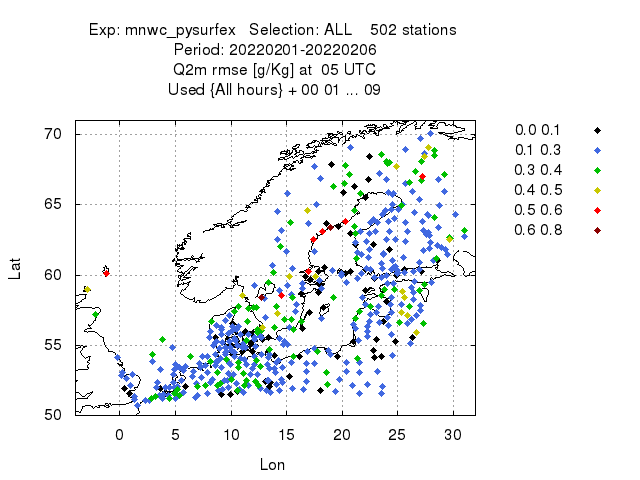 Exp: mnwc_pysurfex   Selection: ALL    502 stations
Period: 20220201-20220206
Q2m rmse [g/Kg] at  05 UTC
Used {All hours} + 00 01 ... 09
70
65
60
55
50
0 5 10 15 20 25 30
Lat
Lon
0.0 0.1
0.1 0.3
0.3 0.4
0.4 0.5
0.5 0.6
0.6 0.8